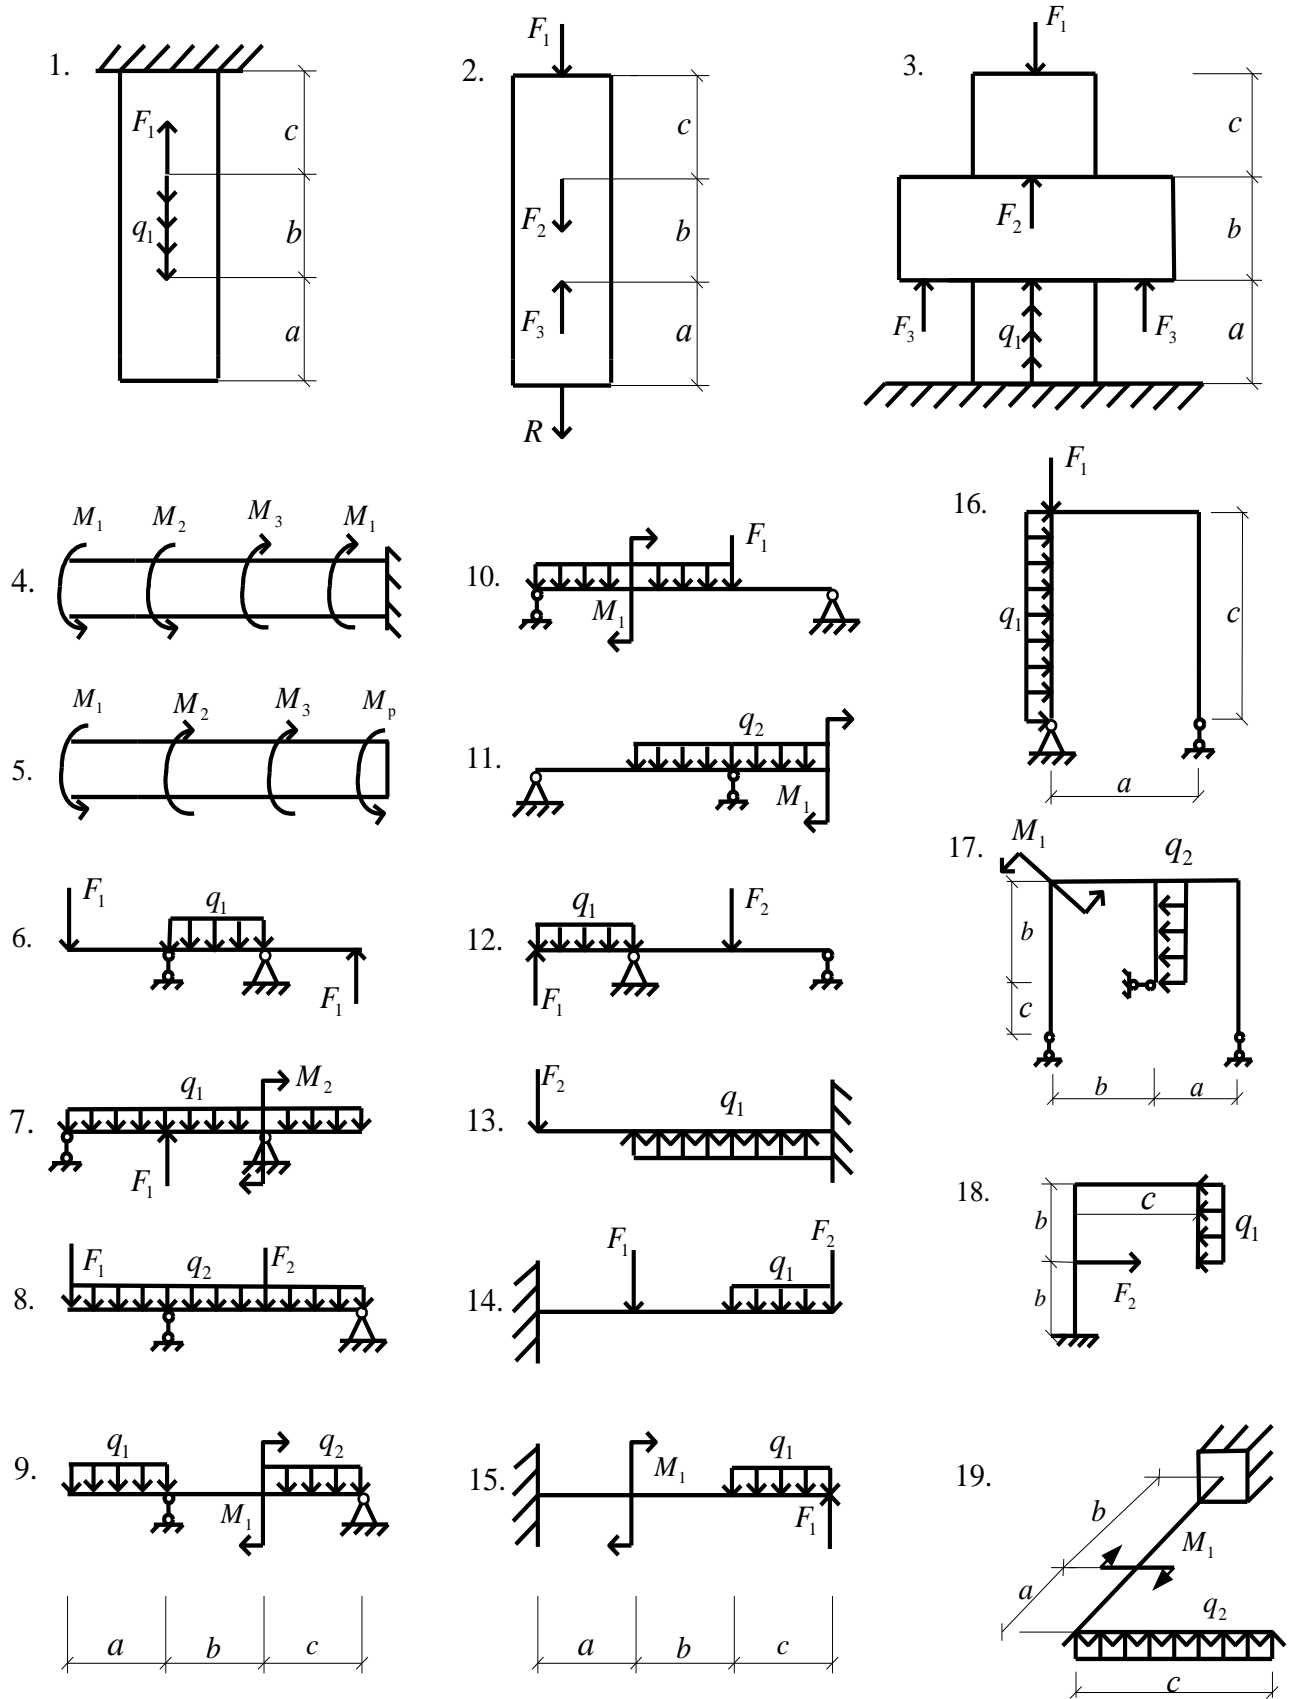 1.
F₁
q₁
c
b
a
2.
F₁
F₂
F₃
R
c
b
a
3.
F₁
F₂
F₃
q₁
F₃
c
b
a
4.
M₁ M₂ M₃ M₁
5.
M₁ M₂ M₃ Mₚ
6.
F₁
q₁
F₁
7.
q₁
M₂
F₁
8.
F₁
q₂
F₂
9.
q₁
q₂
M₁
a b c
10.
F₁
M₁
11.
q₂
M₁
12.
q₁
F₂
F₁
13.
F₂
q₁
14.
F₁
F₂
q₁
15.
M₁
q₁
F₁
a b c
16.
F₁
q₁
c
a
17.
M₁
q₂
b
c
b a
18.
b
c
q₁
b
F₂
19.
b
M₁
a
q₂
c